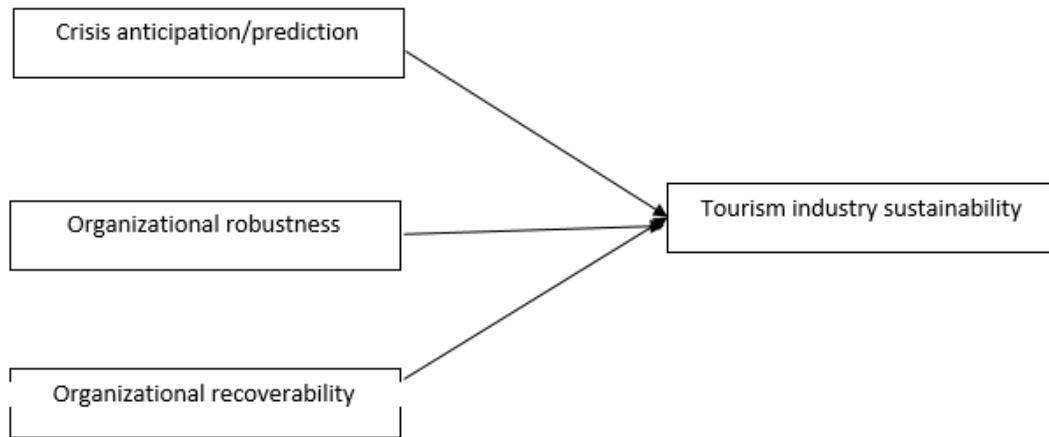 Crisis anticipation/prediction
Organizational robustness
Tourism industry sustainability
Organizational recoverability